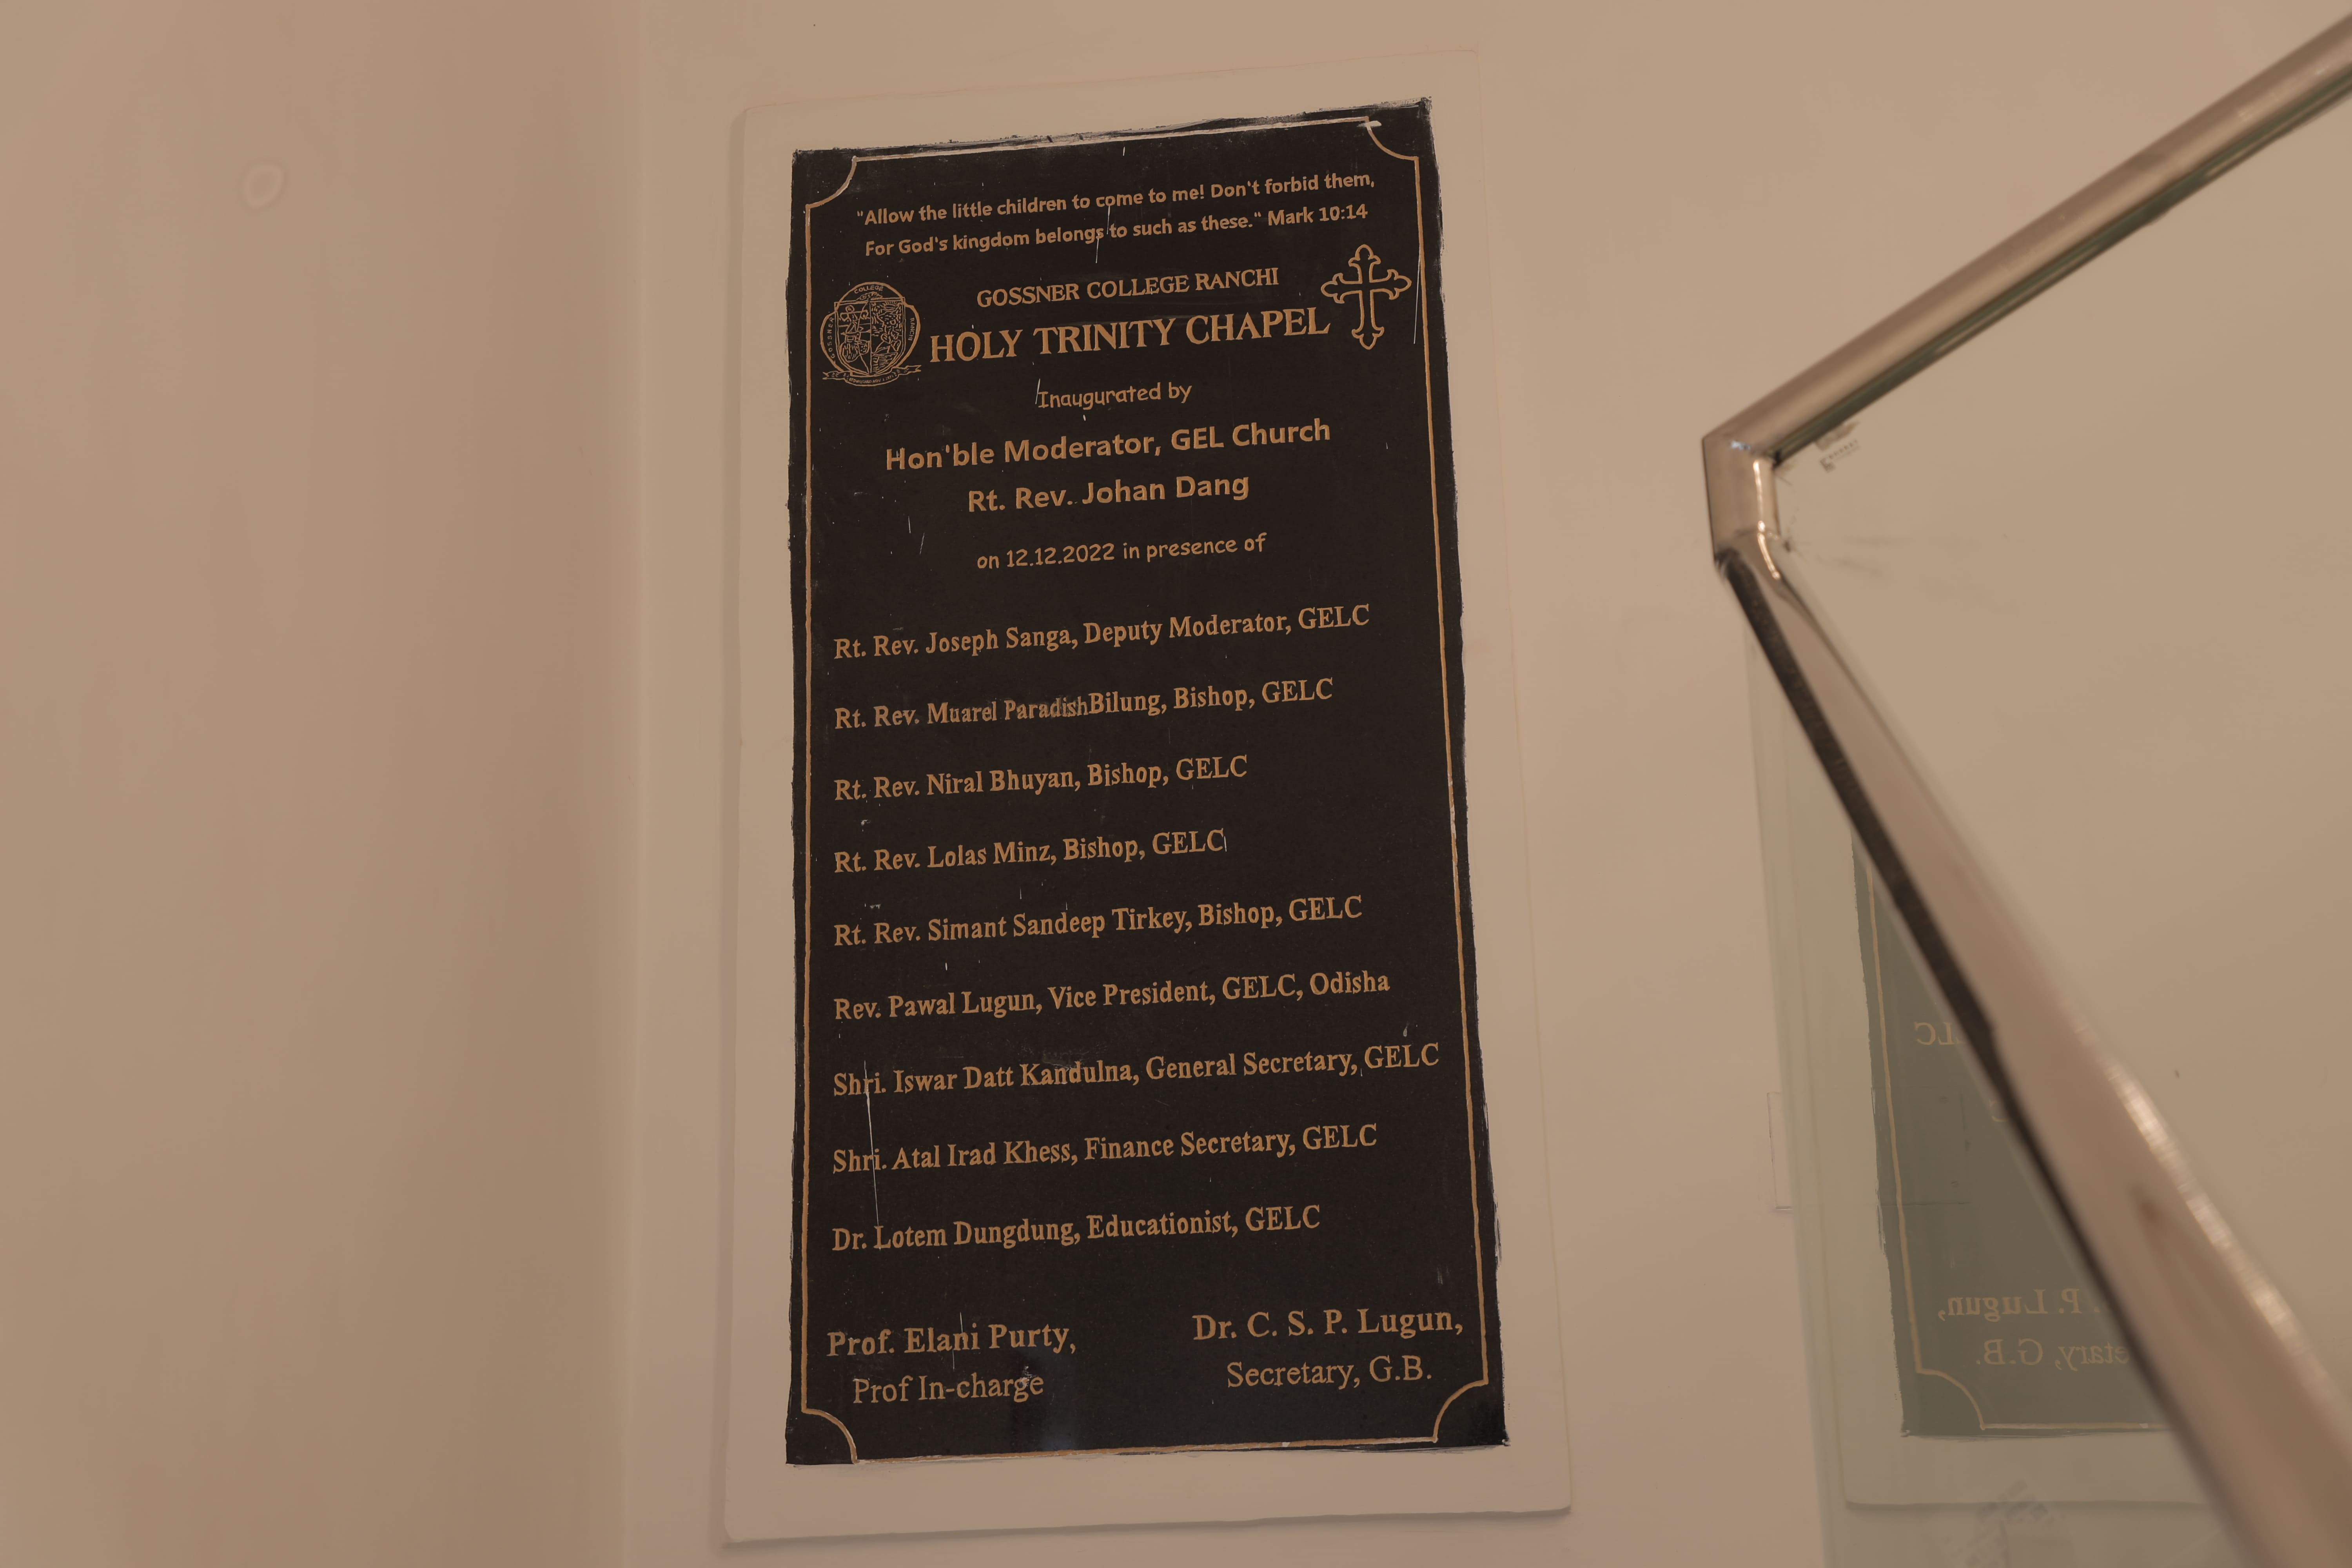 "Allow the little children to come to me! Don't forbid them,
For God's kingdom belongs to such as these." Mark 10:14
GOSSNER COLLEGE RANCHI
HOLY TRINITY CHAPEL
Inaugurated by
Hon'ble Moderator, GEL Church
Rt. Rev. Johan Dang
on 12.12.2022 in presence of
Rt. Rev. Joseph Sanga, Deputy Moderator, GELC
Rt. Rev. Muarel Paradish Bilung, Bishop, GELC
Rt. Rev. Niral Bhuyan, Bishop, GELC
Rt. Rev. Lolas Minz, Bishop, GELC
Rt. Rev. Simant Sandeep Tirkey, Bishop, GELC
Rev. Pawal Lugun, Vice President, GELC, Odisha
Shri. Iswar Datt Kandulna, General Secretary, GELC
Shri. Atal Irad Khess, Finance Secretary, GELC
Dr. Lotem Dungdung, Educationist, GELC
Prof. Elani Purty,
Prof In-charge
Dr. C. S. P. Lugun,
Secretary, G.B.